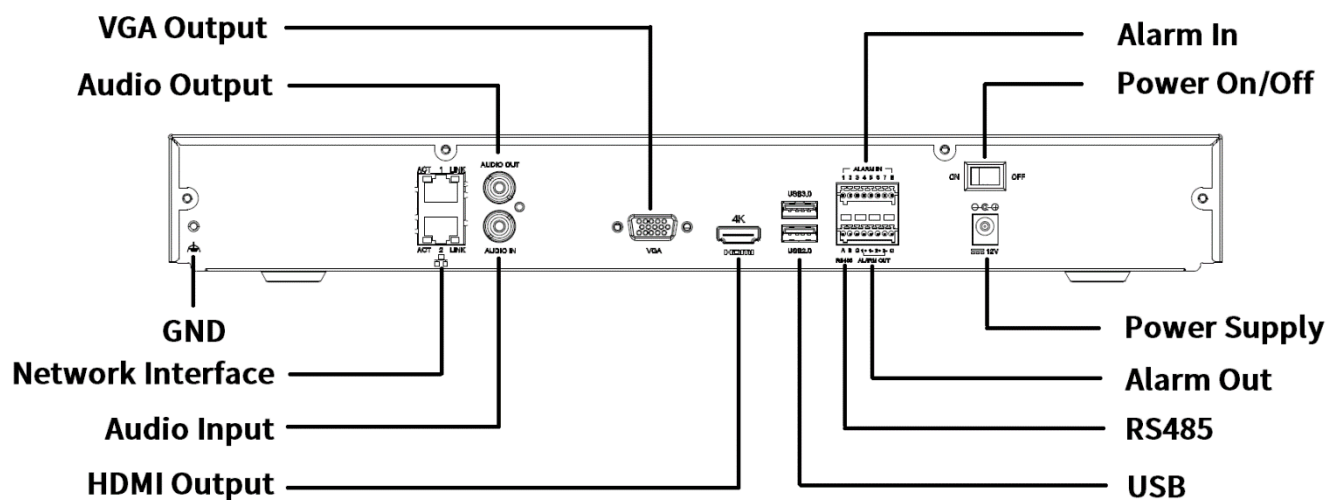 VGA Output
Alarm In
Audio Output
Power On/Off
ACT 1 LINK
AUDIO OUT
ALARM IN
1 2 3 4 5 6 7 8
USB3.0
ON OFF
4K
ACT 2 LINK
AUDIO IN
VGA
HDMI
USB2.0
A B G
RS485
ALARM OUT
12V
GND
Power Supply
Network Interface
Alarm Out
Audio Input
RS485
HDMI Output
USB